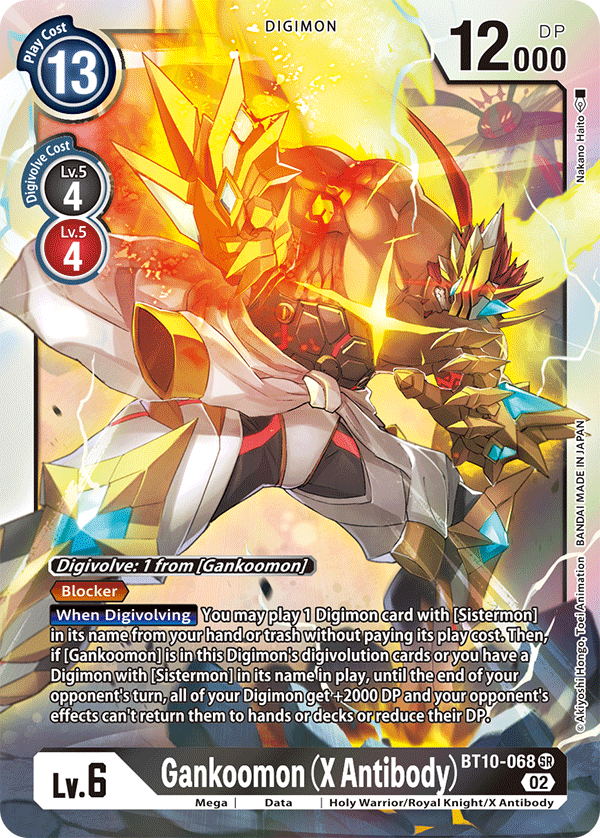 Play Cost
13
DIGIMON
12000
DP
Digivolve Cost
Lv.5
4
Lv.5
4
Nakano Haito
©Akiyoshi Hongo, Toei Animation BANDAI MADE IN JAPAN
Digivolve: 1 from [Gankoomon]
Blocker
When Digivolving You may play 1 Digimon card with [Sistermon]
in its name from your hand or trash without paying its play cost. Then,
if [Gankoomon] is in this Digimon's digivolution cards or you have a
Digimon with [Sistermon] in its name in play, until the end of your
opponent's turn, all of your Digimon get +2000 DP and your opponent's
effects can't return them to hands or decks or reduce their DP.
Lv.6
Gankoomon (X Antibody)
BT10-068 SR
02
Mega | Data | Holy Warrior/Royal Knight/X Antibody